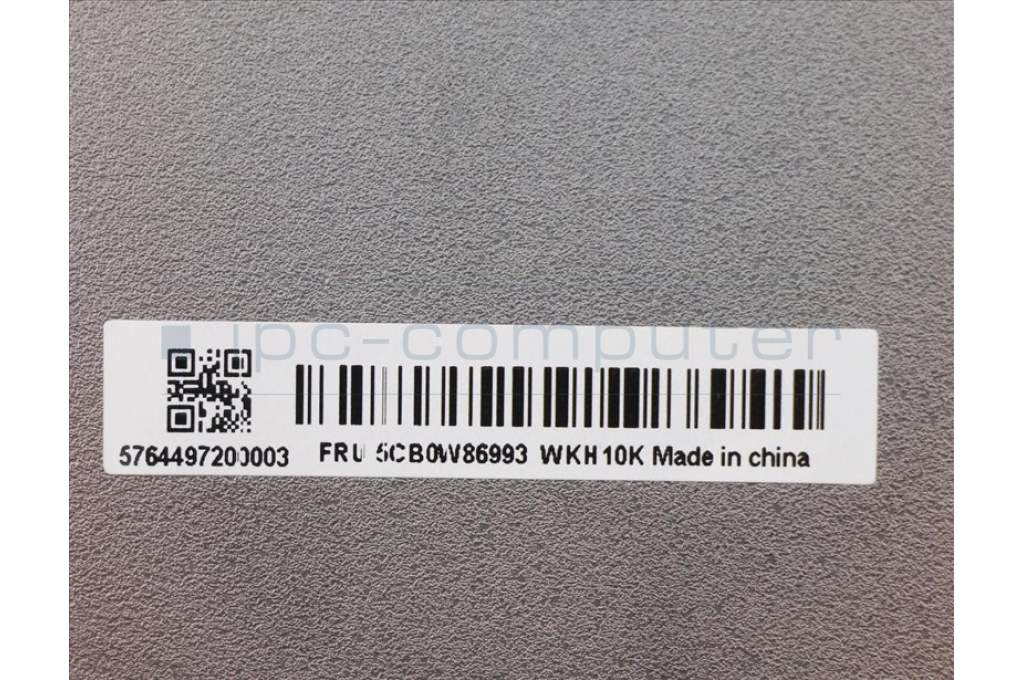 ipc-computer
5764497200003 FRU 5CB0W86993 WKH10K Made in china